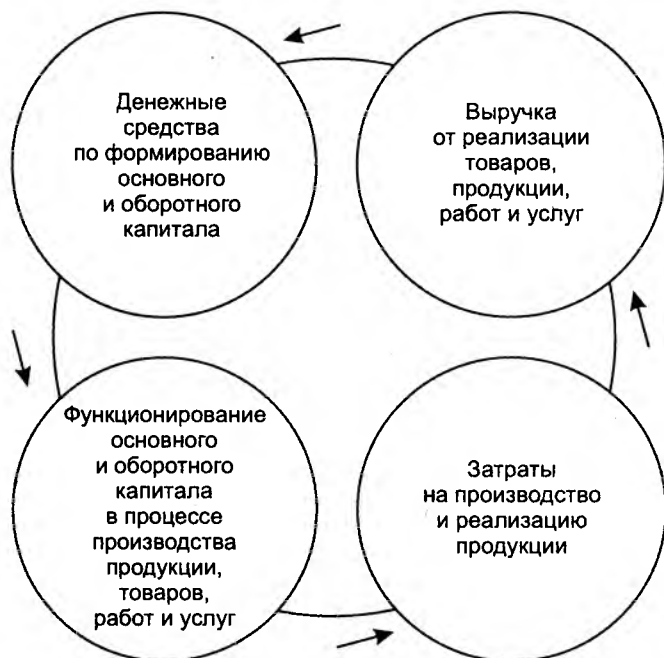 Денежные
средства
по формированию
основного
и оборотного
капитала
Выручка
от реализации
товаров,
продукции,
работ и услуг
Функционирование
основного
и оборотного
капитала
в процессе
производства
продукции,
товаров,
работ и услуг
Затраты
на производство
и реализацию
продукции